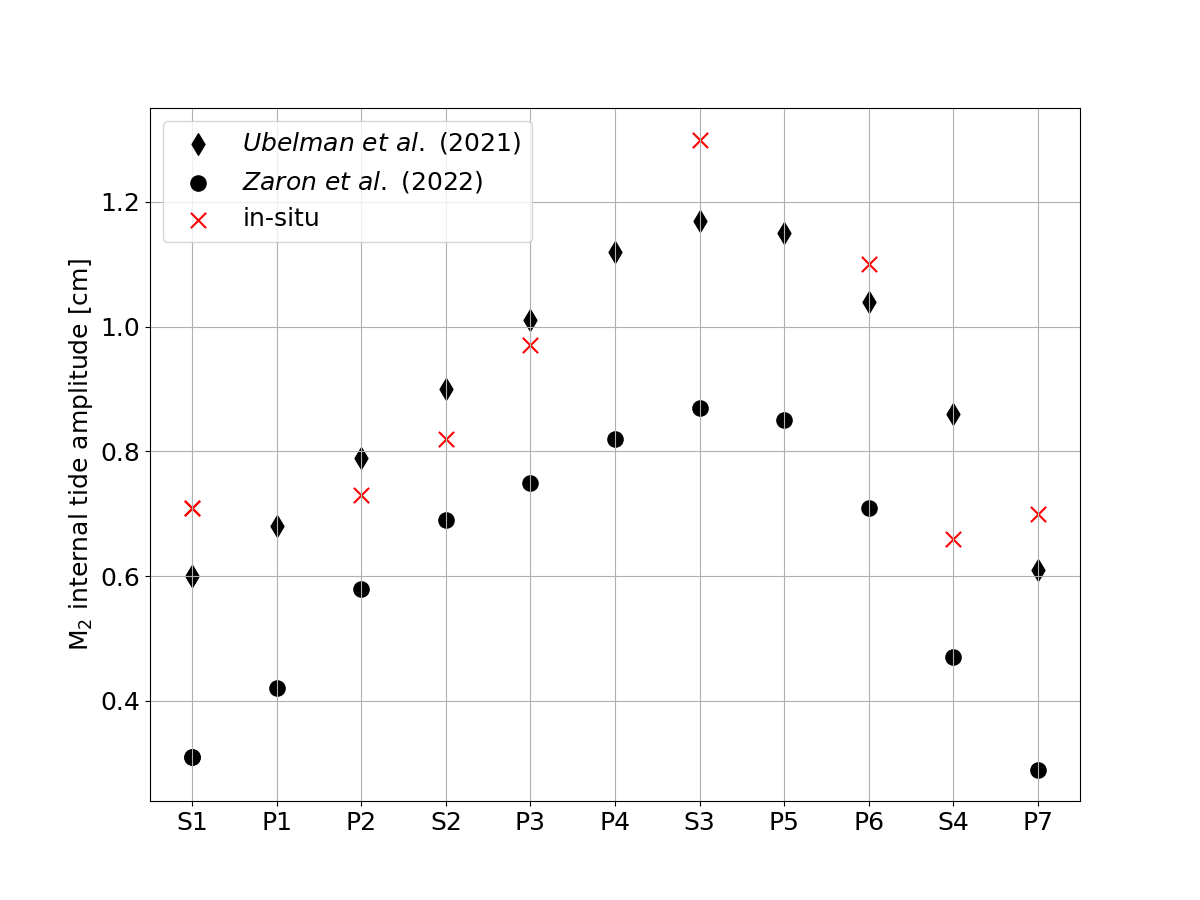 Ubelman et al. (2021)
Zaron et al. (2022)
in-situ
M₂ internal tide amplitude [cm]
1.2
1.0
0.8
0.6
0.4
S1 P1 P2 S2 P3 P4 S3 P5 P6 S4 P7